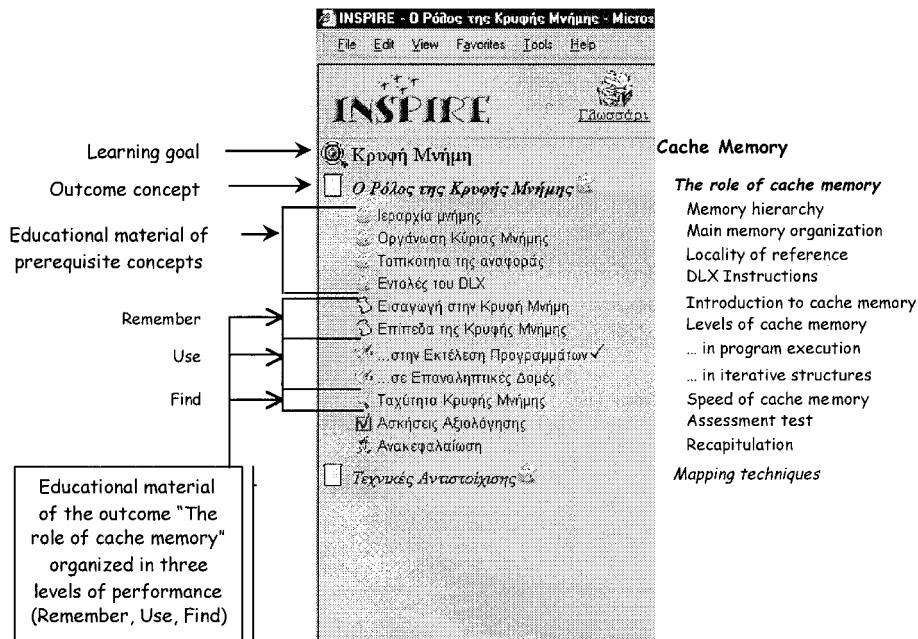 INSPIRE - Ο Ρόλος της Κρυφής Μνήμης - Micros
File Edit View Favorites Tools Help
INSPIRE
Γλωσσάρι
Learning goal
Κρυφή Μνήμη
Cache Memory
Outcome concept
Ο Ρόλος της Κρυφής Μνήμης
The role of cache memory
Educational material of
prerequisite concepts
Ιεραρχία μνήμης
Memory hierarchy
Οργάνωση Κύριας Μνήμης
Main memory organization
Τοπικότητα της αναφοράς
Locality of reference
Εντολές του DLX
DLX Instructions
Remember
Εισαγωγή στην Κρυφή Μνήμη
Introduction to cache memory
Επίπεδα της Κρυφής Μνήμης
Levels of cache memory
Use
...στην Εκτέλεση Προγραμμάτων
... in program execution
...σε Επαναληπτικές Δομές
... in iterative structures
Find
Ταχύτητα Κρυφής Μνήμης
Speed of cache memory
Ασκήσεις Αξιολόγησης
Assessment test
Ανακεφαλαίωση
Recapitulation
Τεχνικές Αντιστοίχισης
Mapping techniques
Educational material
of the outcome "The
role of cache memory"
organized in three
levels of performance
(Remember, Use, Find)